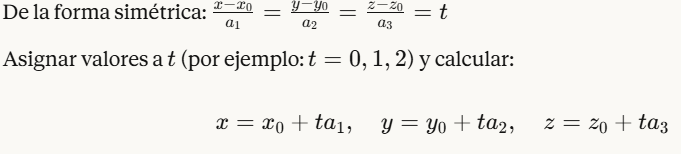 De la forma simétrica: $\frac{x-x_0}{a_1} = \frac{y-y_0}{a_2} = \frac{z-z_0}{a_3} = t$
Asignar valores a $t$ (por ejemplo: $t = 0, 1, 2$) y calcular:
$x = x_0 + ta_1, \quad y = y_0 + ta_2, \quad z = z_0 + ta_3$